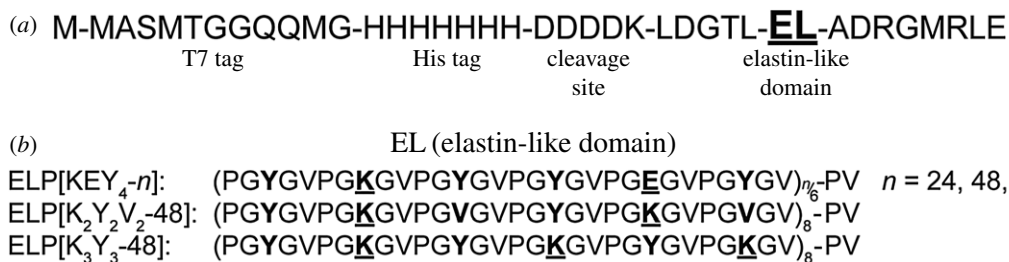 (a) M-MASMTGGQQMG-HHHHHHH-DDDDK-LDGTL-EL-ADRGMRLE
T7 tag His tag cleavage site elastin-like domain
(b) EL (elastin-like domain)
ELP[KEY₄-n]: (PGYGVPGKGVPGYGVPGYGVPGEGVPGYGV)n/6-PV n = 24, 48,
ELP[K₂Y₂V₂-48]: (PGYGVPGKGVPGVGVPGYGVPGKGVPGVGV)₈-PV
ELP[K₃Y₃-48]: (PGYGVPGKGVPGYGVPGKGVPGYGVPGKGV)₈-PV